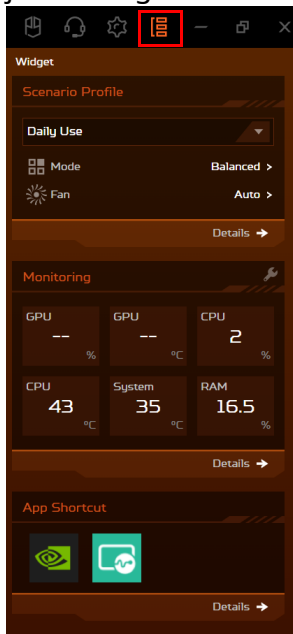 Widget
Scenario Profile
Daily Use
Mode Balanced >
Fan Auto >
Details →
Monitoring
GPU GPU CPU
-- -- 2
% °C %
CPU System RAM
43 35 16.5
°C °C %
Details →
App Shortcut
Details →